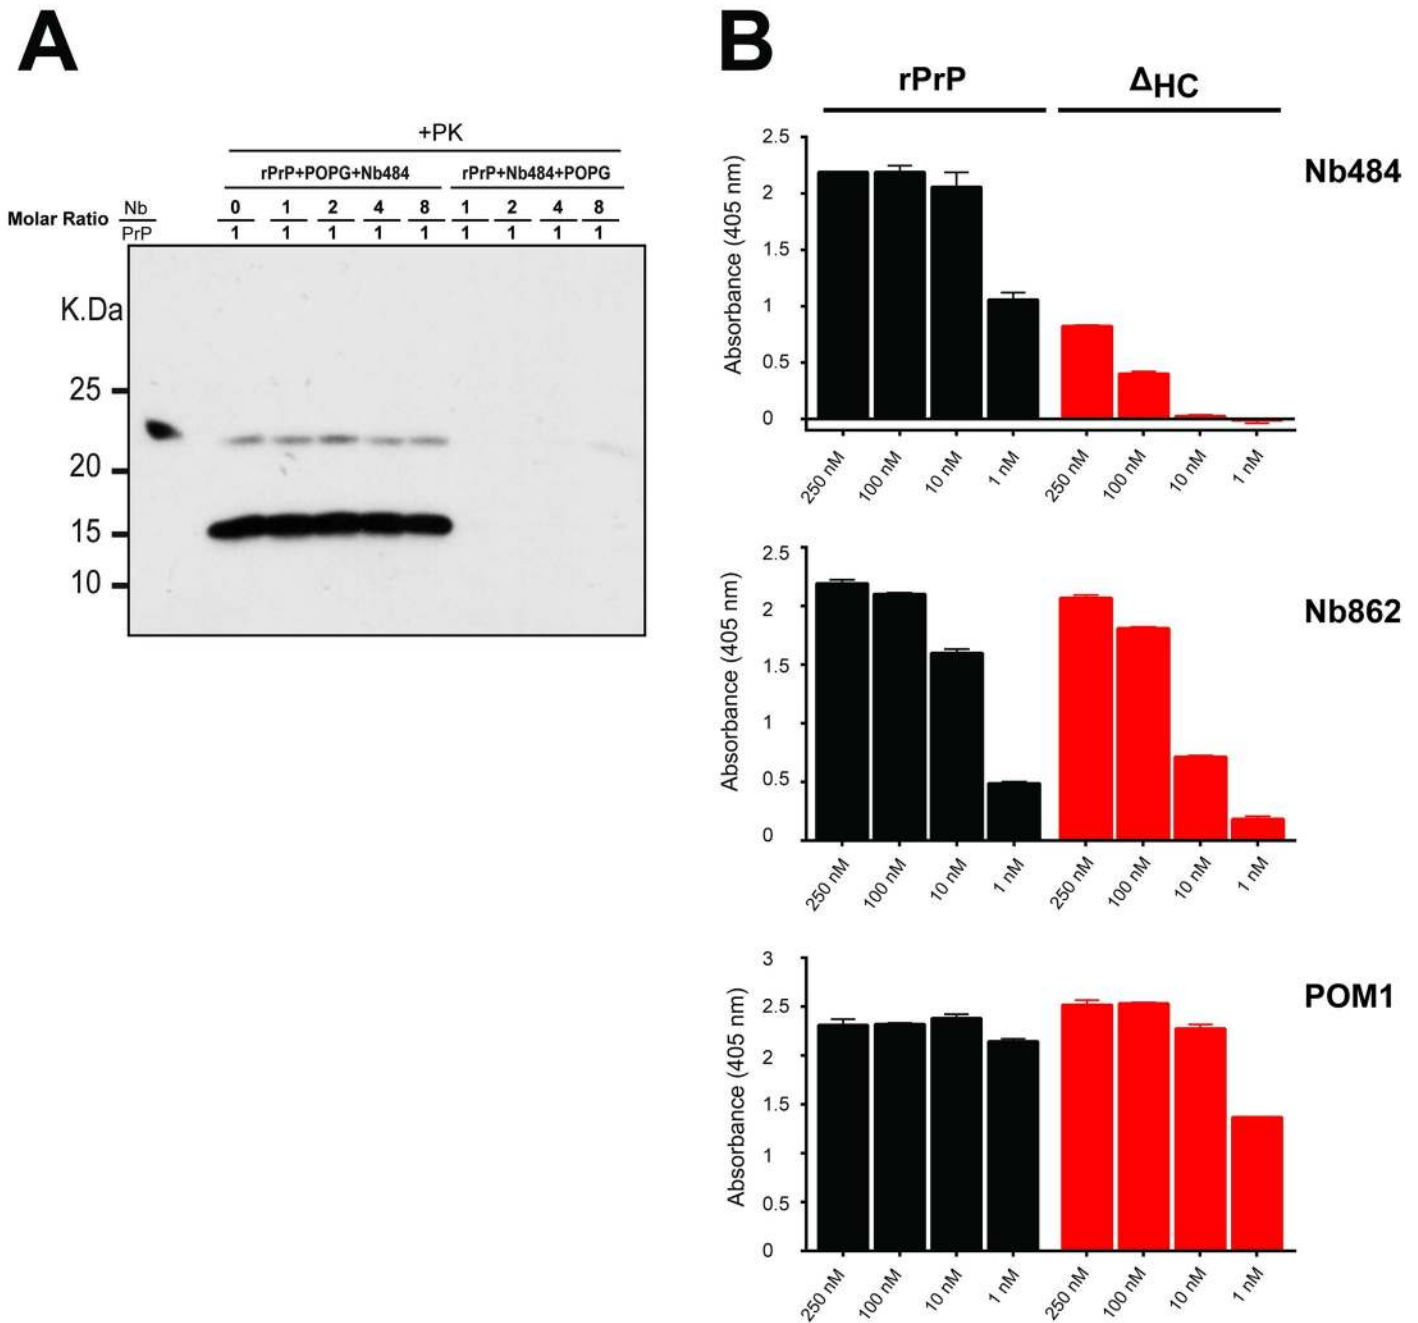 A
+PK
rPrP+POPG+Nb484 rPrP+Nb484+POPG
Molar Ratio Nb 0 1 2 4 8 1 2 4 8
PrP 1 1 1 1 1 1 1 1 1
K.Da
25
20
15
10
B
rPrP ΔHC
Nb484
Absorbance (405 nm)
2.5
2
1.5
1
0.5
0
250 nM 100 nM 10 nM 1 nM 250 nM 100 nM 10 nM 1 nM
Nb862
Absorbance (405 nm)
2.5
2
1.5
1
0.5
0
250 nM 100 nM 10 nM 1 nM 250 nM 100 nM 10 nM 1 nM
POM1
Absorbance (405 nm)
3
2.5
2
1.5
1
0.5
0
250 nM 100 nM 10 nM 1 nM 250 nM 100 nM 10 nM 1 nM